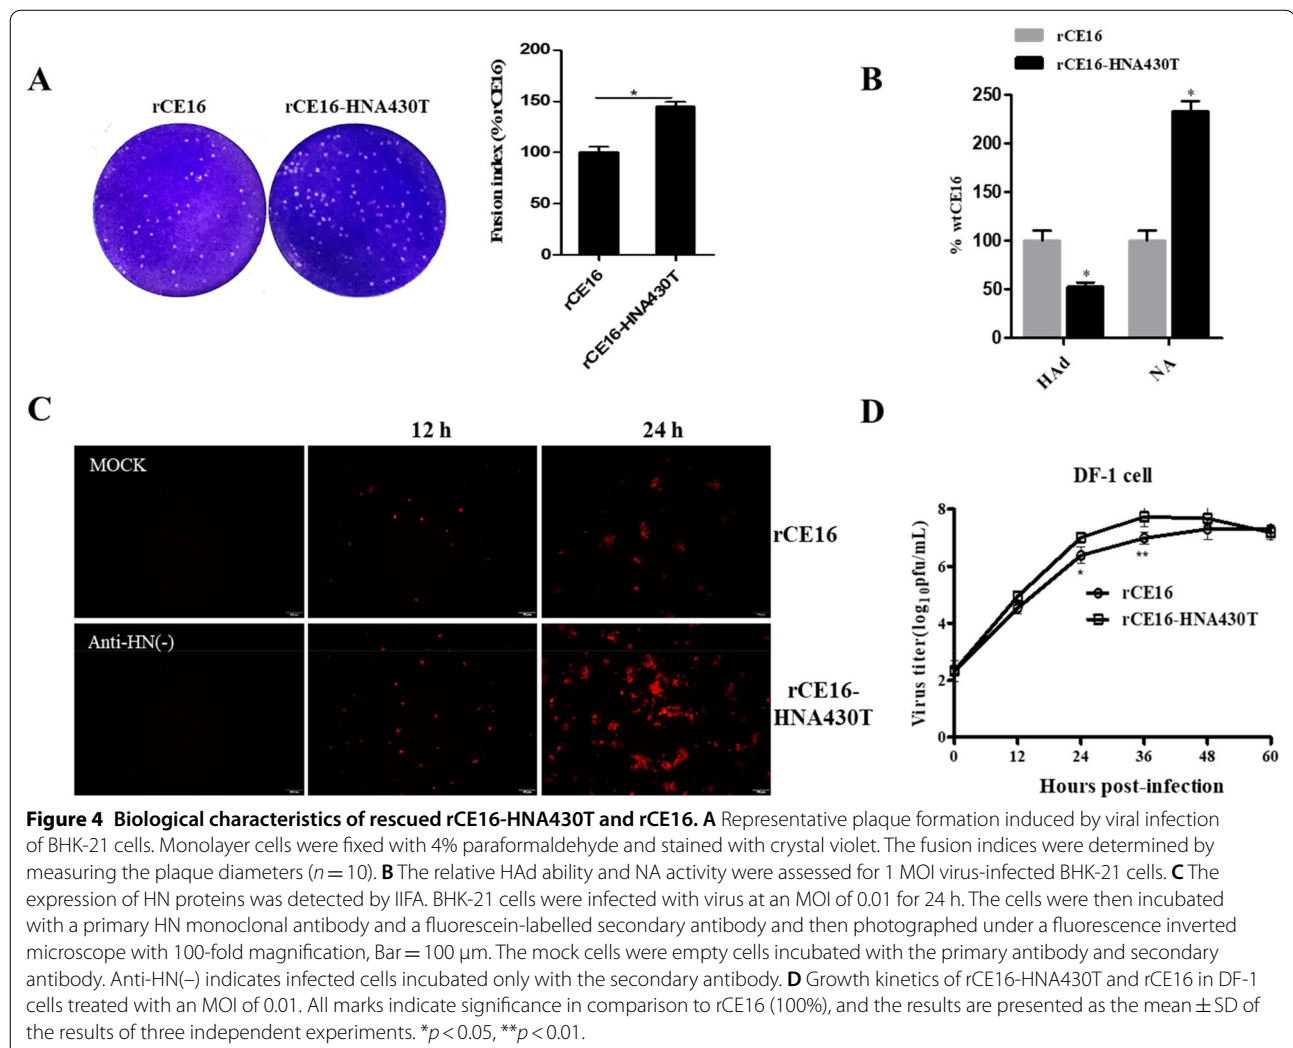 A
rCE16
rCE16-HNA430T
Fusion index (%rCE16)
200
150
100
50
0
*
rCE16
rCE16-HNA430T
B
rCE16
rCE16-HNA430T
% wtCE16
250
200
150
100
50
0
*
*
HAd
NA
C
12 h
24 h
MOCK
rCE16
Anti-HN(-)
rCE16-
HNA430T
D
DF-1 cell
Virus titer(log10pfu/mL)
8
6
4
2
0
*
**
rCE16
rCE16-HNA430T
0 12 24 36 48 60
Hours post-infection
Figure 4 Biological characteristics of rescued rCE16-HNA430T and rCE16. A Representative plaque formation induced by viral infection
of BHK-21 cells. Monolayer cells were fixed with 4% paraformaldehyde and stained with crystal violet. The fusion indices were determined by
measuring the plaque diameters (n = 10). B The relative HAd ability and NA activity were assessed for 1 MOI virus-infected BHK-21 cells. C The
expression of HN proteins was detected by IIFA. BHK-21 cells were infected with virus at an MOI of 0.01 for 24 h. The cells were then incubated
with a primary HN monoclonal antibody and a fluorescein-labelled secondary antibody and then photographed under a fluorescence inverted
microscope with 100-fold magnification, Bar = 100 μm. The mock cells were empty cells incubated with the primary antibody and secondary
antibody. Anti-HN(–) indicates infected cells incubated only with the secondary antibody. D Growth kinetics of rCE16-HNA430T and rCE16 in DF-1
cells treated with an MOI of 0.01. All marks indicate significance in comparison to rCE16 (100%), and the results are presented as the mean ± SD of
the results of three independent experiments. *p < 0.05, **p < 0.01.